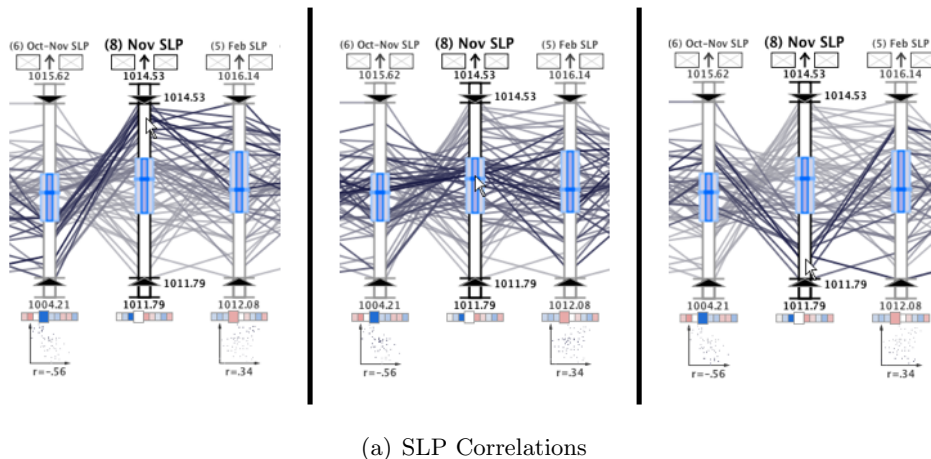 (6) Oct-Nov SLP (8) Nov SLP (5) Feb SLP
1015.62 1014.53 1016.14
1014.53
1011.79
1004.21 1011.79 1012.08
r=-.56 r=.34
(6) Oct-Nov SLP (8) Nov SLP (5) Feb SLP
1015.62 1014.53 1016.14
1014.53
1011.79
1004.21 1011.79 1012.08
r=-.56 r=.34
(6) Oct-Nov SLP (8) Nov SLP (5) Feb SLP
1015.62 1014.53 1016.14
1014.53
1011.79
1004.21 1011.79 1012.08
r=-.56 r=.34
(a) SLP Correlations